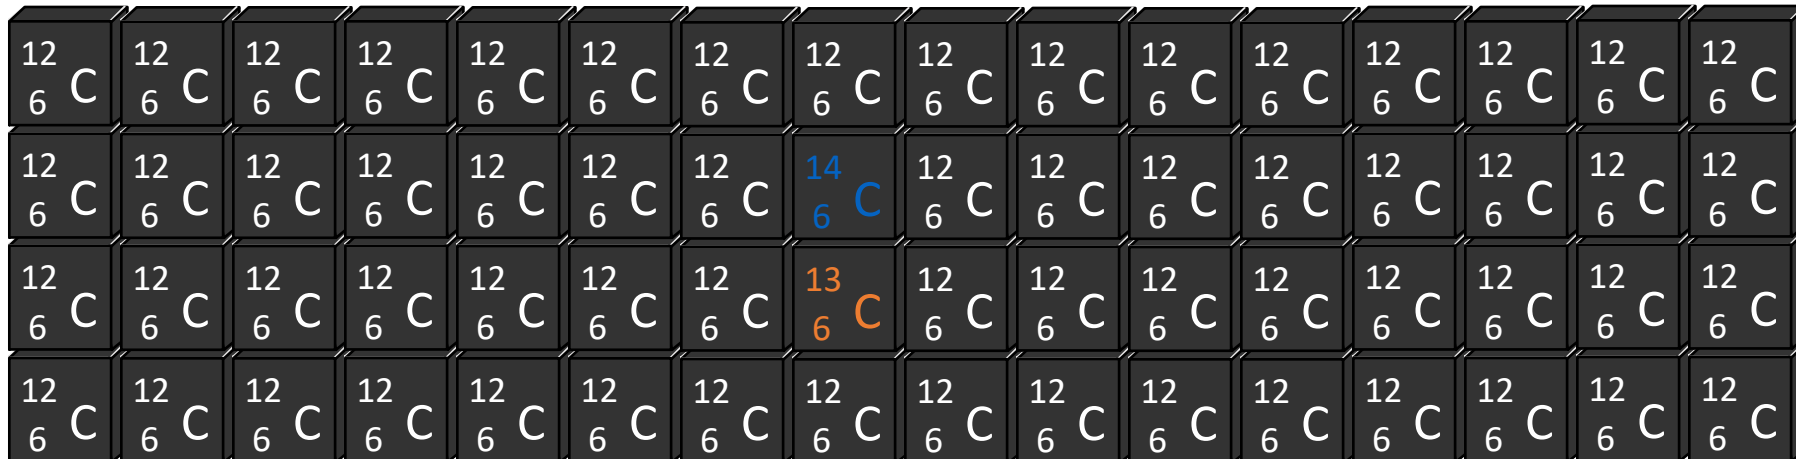 12 6 C 12 6 C 12 6 C 12 6 C 12 6 C 12 6 C 12 6 C 12 6 C 12 6 C 12 6 C 12 6 C 12 6 C 12 6 C 12 6 C 12 6 C 12 6 C
12 6 C 12 6 C 12 6 C 12 6 C 12 6 C 12 6 C 12 6 C 14 6 C 12 6 C 12 6 C 12 6 C 12 6 C 12 6 C 12 6 C 12 6 C 12 6 C
12 6 C 12 6 C 12 6 C 12 6 C 12 6 C 12 6 C 12 6 C 13 6 C 12 6 C 12 6 C 12 6 C 12 6 C 12 6 C 12 6 C 12 6 C 12 6 C
12 6 C 12 6 C 12 6 C 12 6 C 12 6 C 12 6 C 12 6 C 12 6 C 12 6 C 12 6 C 12 6 C 12 6 C 12 6 C 12 6 C 12 6 C 12 6 C